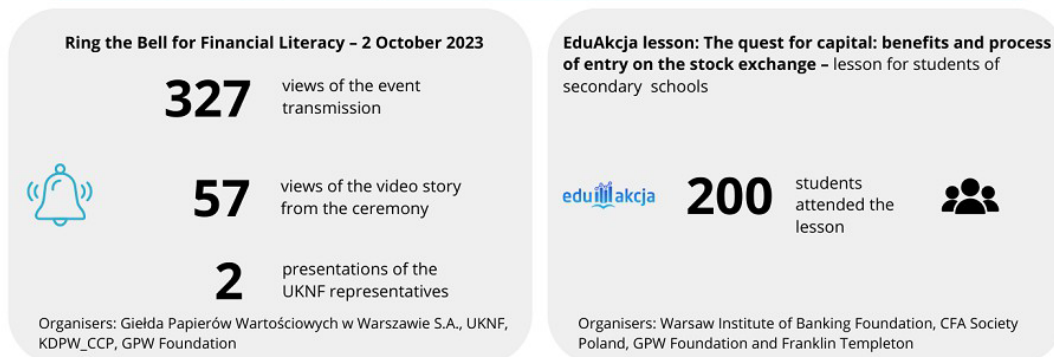 Ring the Bell for Financial Literacy – 2 October 2023
327
views of the event
transmission
57
views of the video story
from the ceremony
2
presentations of the
UKNF representatives
Organisers: Giełda Papierów Wartościowych w Warszawie S.A., UKNF,
KDPW_CCP, GPW Foundation
EduAkcja lesson: The quest for capital: benefits and process
of entry on the stock exchange – lesson for students of
secondary schools
edu akcja
200
students
attended the
lesson
Organisers: Warsaw Institute of Banking Foundation, CFA Society
Poland, GPW Foundation and Franklin Templeton